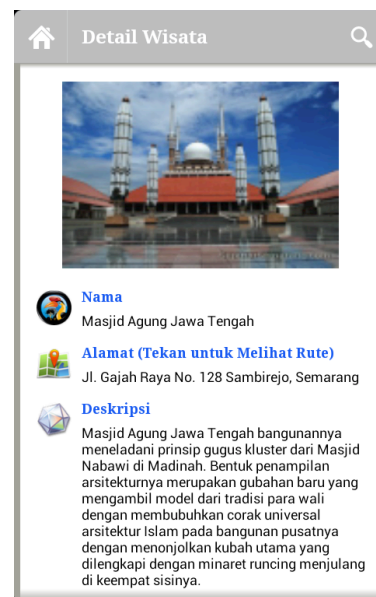 Detail Wisata
Nama
Masjid Agung Jawa Tengah
Alamat (Tekan untuk Melihat Rute)
Jl. Gajah Raya No. 128 Sambirejo, Semarang
Deskripsi
Masjid Agung Jawa Tengah bangunannya
meneladani prinsip gugus kluster dari Masjid
Nabawi di Madinah. Bentuk penampilan
arsitekturnya merupakan gubahan baru yang
mengambil model dari tradisi para wali
dengan membubuhkan corak universal
arsitektur Islam pada bangunan pusatnya
dengan menonjolkan kubah utama yang
dilengkapi dengan minaret runcing menjulang
di keempat sisinya.